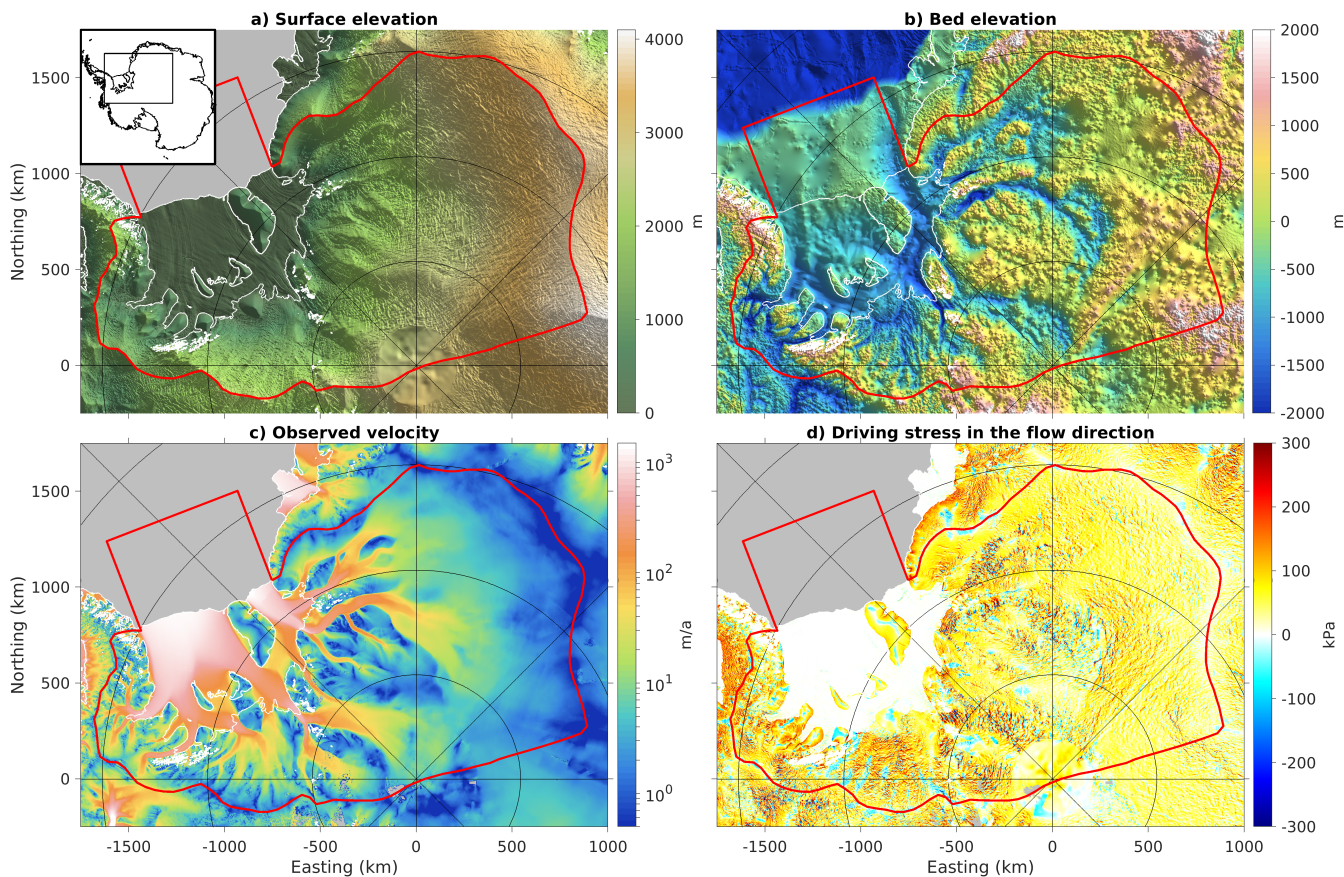 a) Surface elevation
b) Bed elevation
Northing (km)
1500
1000
500
0
4000
3000
2000
1000
0
m
2000
1500
1000
500
0
-500
-1000
-1500
-2000
m
c) Observed velocity
d) Driving stress in the flow direction
Northing (km)
1500
1000
500
0
10³
10²
10¹
10⁰
m/a
300
200
100
0
-100
-200
-300
kPa
-1500 -1000 -500 0 500 1000
Easting (km)
-1500 -1000 -500 0 500 1000
Easting (km)